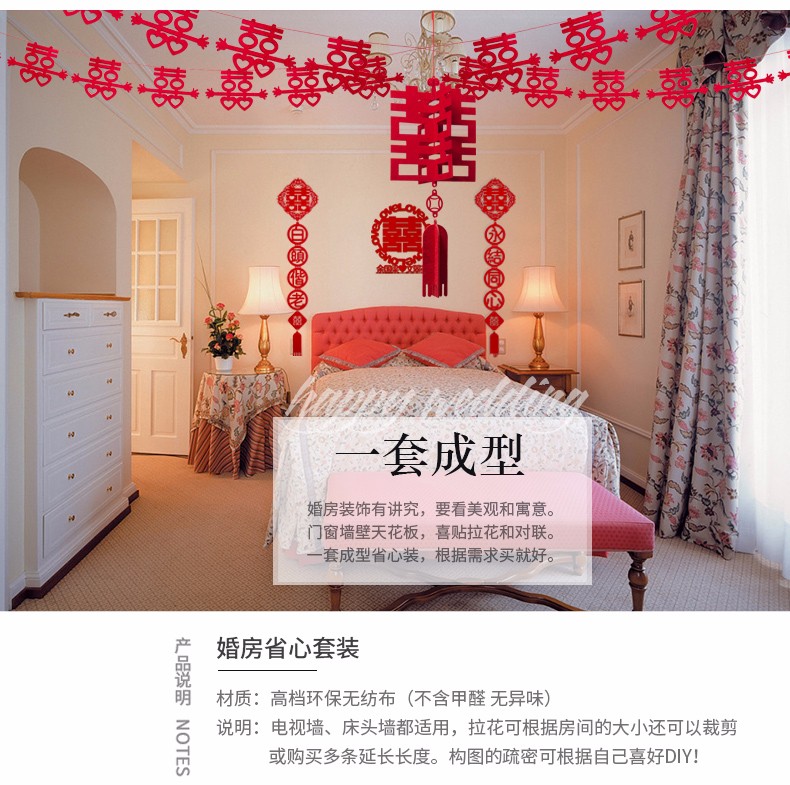 囍 囍 囍 囍 囍 囍 囍 囍 囍 囍 囍 囍 囍 囍 囍
囍
囍
白頭偕老
囍
囍
LOVE LOVE LOVE
囍
永结同心
囍
happy wedding
一套成型
婚房装饰有讲究，要看美观和寓意。
门窗墙壁天花板，喜贴拉花和对联。
一套成型省心装，根据需求买就好。
产品说明 NOTES
婚房省心套装
材质：高档环保无纺布（不含甲醛 无异味）
说明：电视墙、床头墙都适用，拉花可根据房间的大小还可以裁剪
或购买多条延长长度。构图的疏密可根据自己喜好DIY！